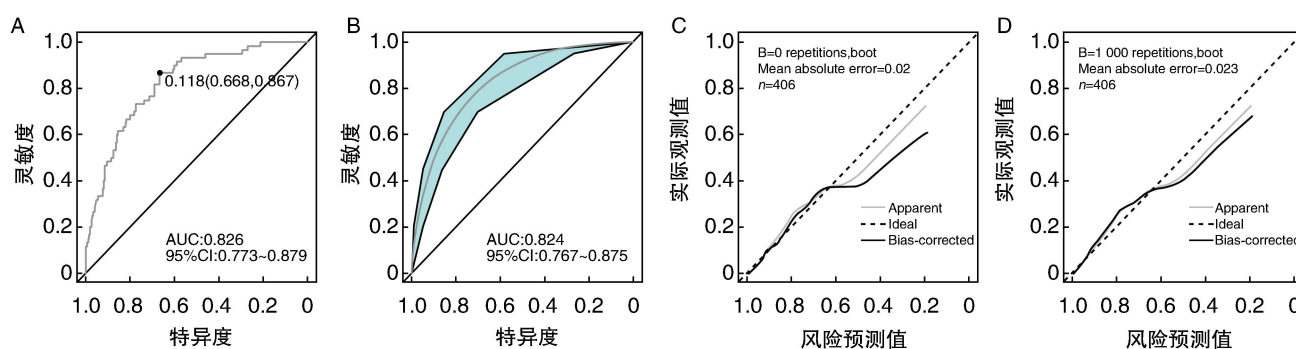 A
1.0
0.8
0.6
0.4
0.2
0
灵敏度
0.118(0.668,0.867)
AUC:0.826
95%CI:0.773~0.879
1.0 0.8 0.6 0.4 0.2 0
特异度
B
1.0
0.8
0.6
0.4
0.2
0
灵敏度
AUC:0.824
95%CI:0.767~0.875
1.0 0.8 0.6 0.4 0.2 0
特异度
C
1.0
0.8
0.6
0.4
0.2
0
实际观测值
B=0 repetitions,boot
Mean absolute error=0.02
n=406
Apparent
Ideal
Bias-corrected
1.0 0.8 0.6 0.4 0.2 0
风险预测值
D
1.0
0.8
0.6
0.4
0.2
0
实际观测值
B=1 000 repetitions,boot
Mean absolute error=0.023
n=406
Apparent
Ideal
Bias-corrected
1.0 0.8 0.6 0.4 0.2 0
风险预测值